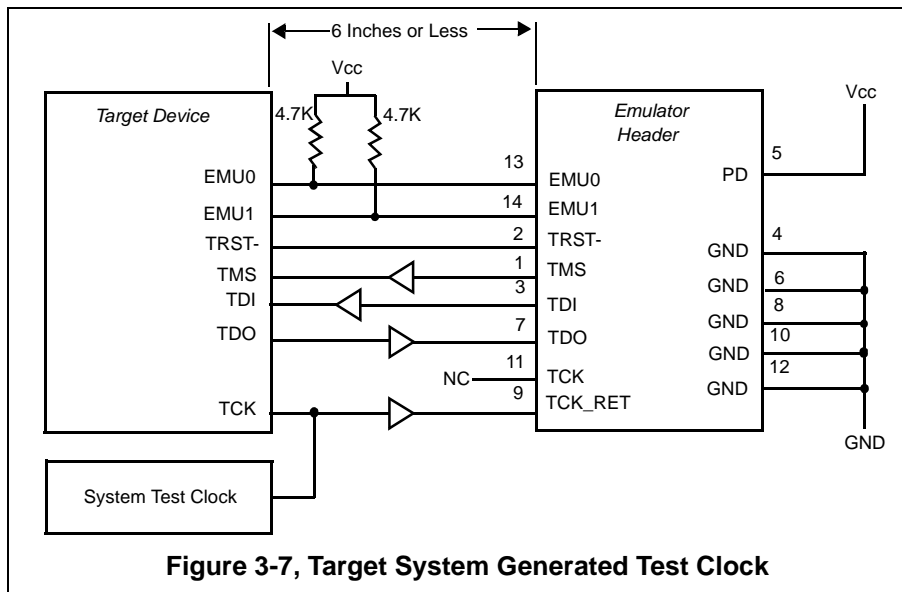 6 Inches or Less
Vcc
Target Device
4.7K
4.7K
Emulator
Header
Vcc
EMU0
13
EMU0
PD
5
EMU1
14
EMU1
TRST-
2
TRST-
GND
4
TMS
1
TMS
GND
6
TDI
3
TDI
GND
8
TDO
7
TDO
GND
10
NC
11
TCK
GND
12
TCK
9
TCK_RET
GND
System Test Clock
Figure 3-7, Target System Generated Test Clock